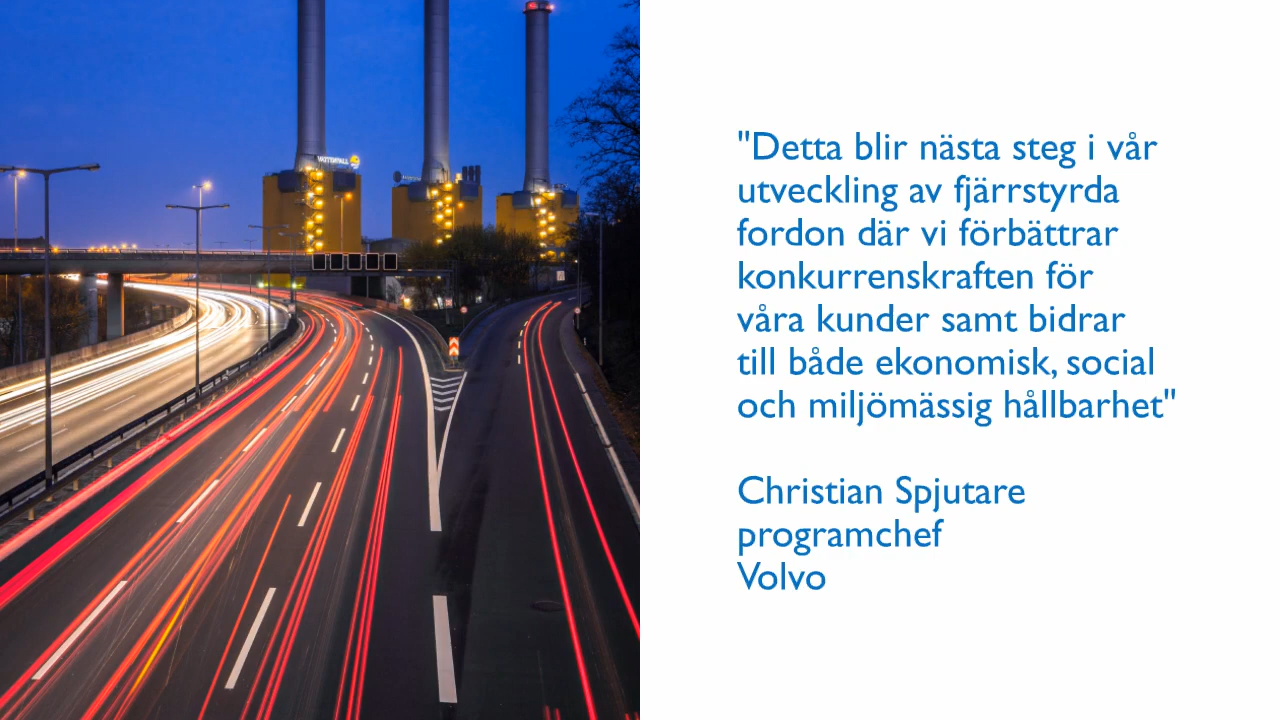 VATTENFALL
"Detta blir nästa steg i vår
utveckling av fjärrstyrda
fordon där vi förbättrar
konkurrenskraften för
våra kunder samt bidrar
till både ekonomisk, social
och miljömässig hållbarhet"
Christian Spjutare
programchef
Volvo